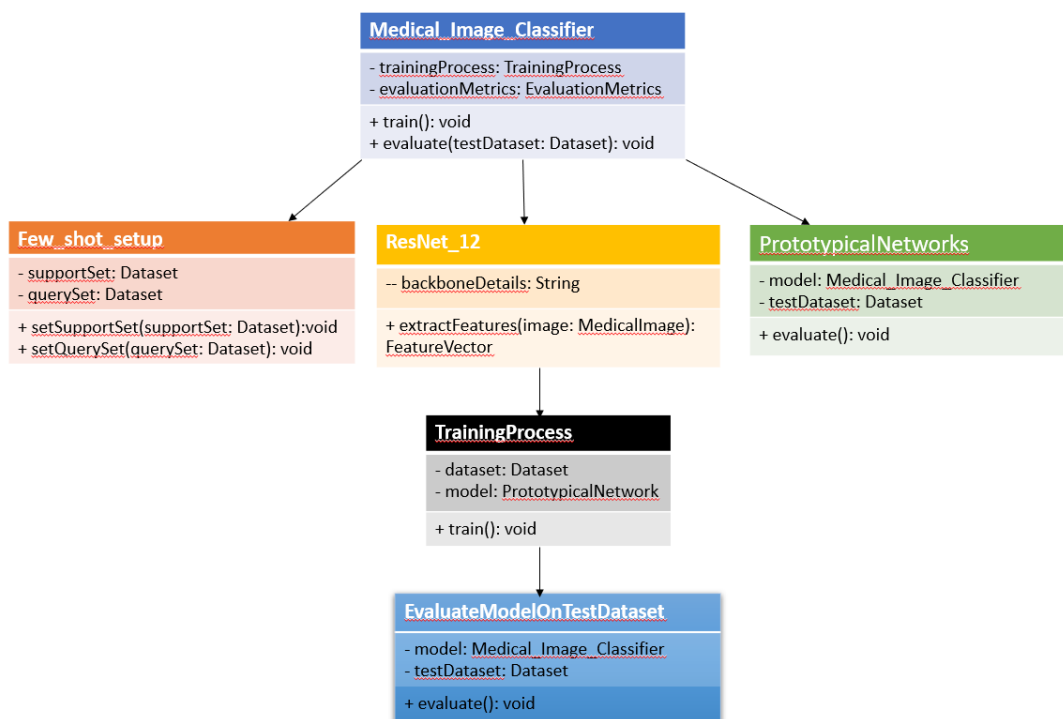 Medical_Image_Classifier
- trainingProcess: TrainingProcess
- evaluationMetrics: EvaluationMetrics
+ train(): void
+ evaluate(testDataset: Dataset): void
Few_shot_setup
- supportSet: Dataset
- querySet: Dataset
+ setSupportSet(supportSet: Dataset):void
+ setQuerySet(querySet: Dataset): void
ResNet_12
-- backboneDetails: String
+ extractFeatures(image: MedicalImage):
FeatureVector
PrototypicalNetworks
- model: Medical_Image_Classifier
- testDataset: Dataset
+ evaluate(): void
TrainingProcess
- dataset: Dataset
- model: PrototypicalNetwork
+ train(): void
EvaluateModelOnTestDataset
- model: Medical_Image_Classifier
- testDataset: Dataset
+ evaluate(): void